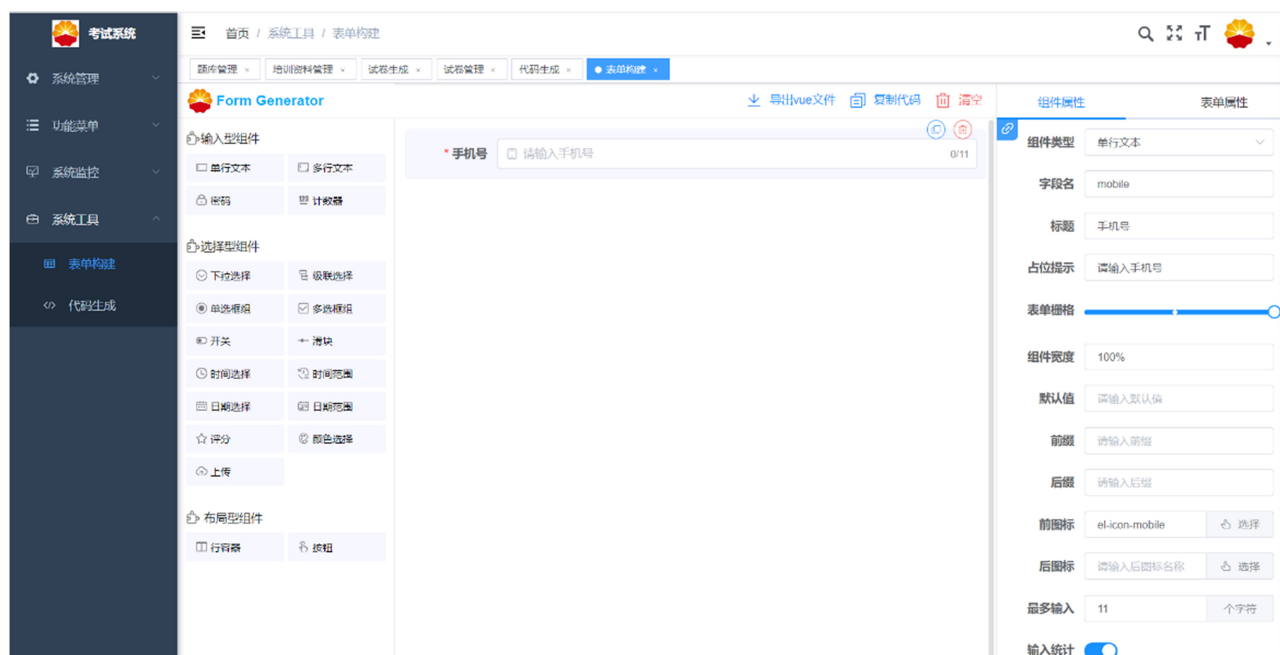 考试系统
首页 / 系统工具 / 表单构建
题库管理 × 培训资料管理 × 试卷生成 × 试卷管理 × 代码生成 × 表单构建 ×
系统管理
功能菜单
系统监控
系统工具
表单构建
代码生成
Form Generator
导出vue文件 复制代码 清空
输入型组件
单行文本 多行文本
密码 计数器
选择型组件
下拉选择 级联选择
单选框组 多选框组
开关 滑块
时间选择 时间范围
日期选择 日期范围
评分 颜色选择
上传
布局型组件
行容器 按钮
* 手机号 请输入手机号 0/11
组件属性 表单属性
组件类型 单行文本
字段名 mobile
标题 手机号
占位提示 请输入手机号
表单栅格
组件宽度 100%
默认值 请输入默认值
前缀 请输入前缀
后缀 请输入后缀
前图标 el-icon-mobile 选择
后图标 请输入后图标名称 选择
最多输入 11 个字符
输入统计